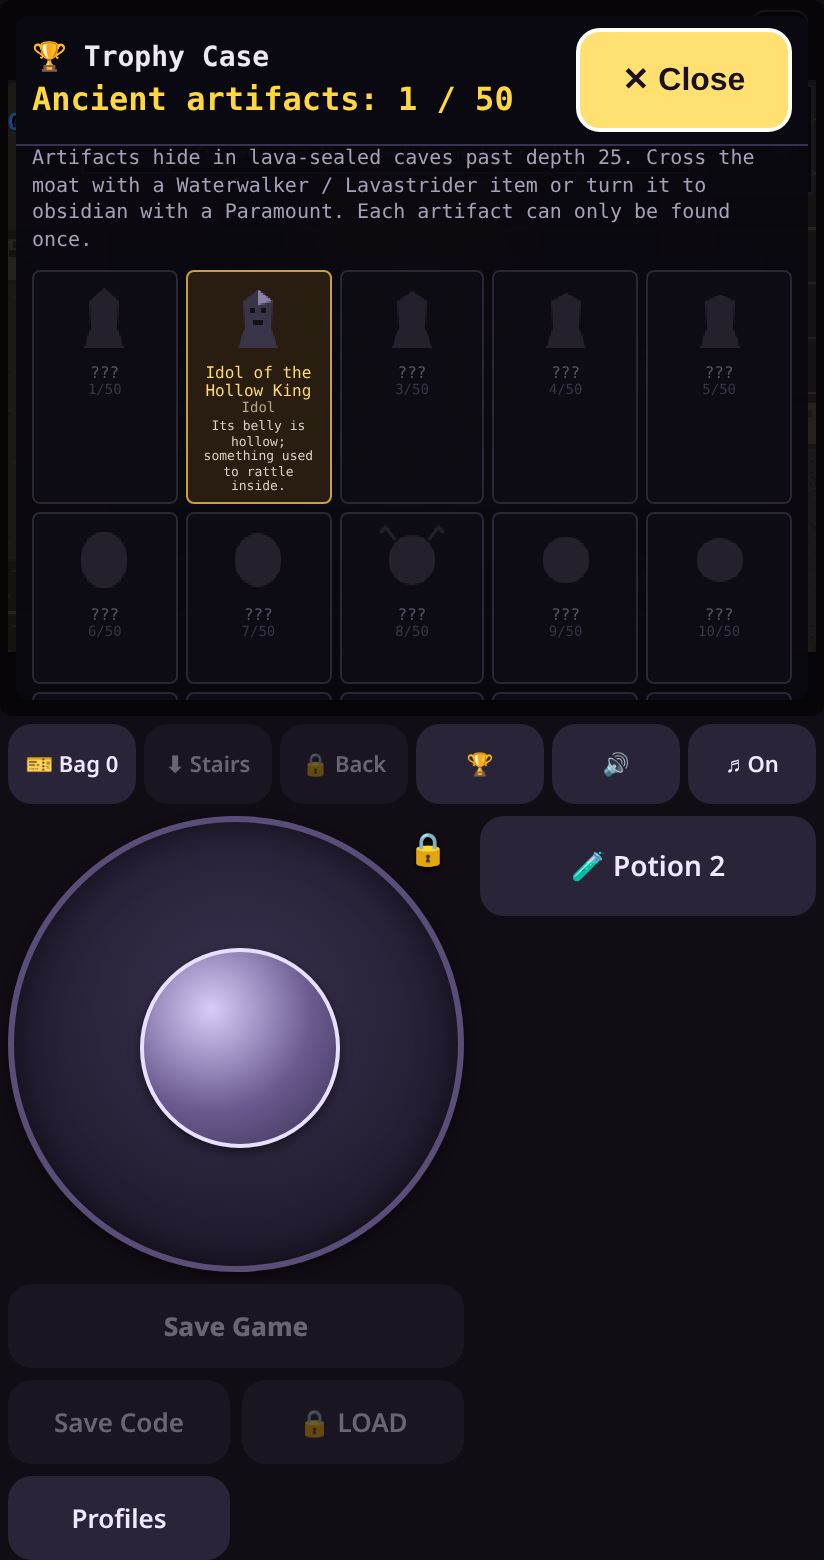 🏆 Trophy Case
Ancient artifacts: 1 / 50
✕ Close
Artifacts hide in lava-sealed caves past depth 25. Cross the
moat with a Waterwalker / Lavastrider item or turn it to
obsidian with a Paramount. Each artifact can only be found
once.
???
1/50
Idol of the
Hollow King
Idol
Its belly is
hollow;
something used
to rattle
inside.
???
3/50
???
4/50
???
5/50
???
6/50
???
7/50
???
8/50
???
9/50
???
10/50
🎫 Bag 0
⬇ Stairs
🔒 Back
🏆
🔊
♬ On
🔒
🧪 Potion 2
Save Game
Save Code
🔒 LOAD
Profiles